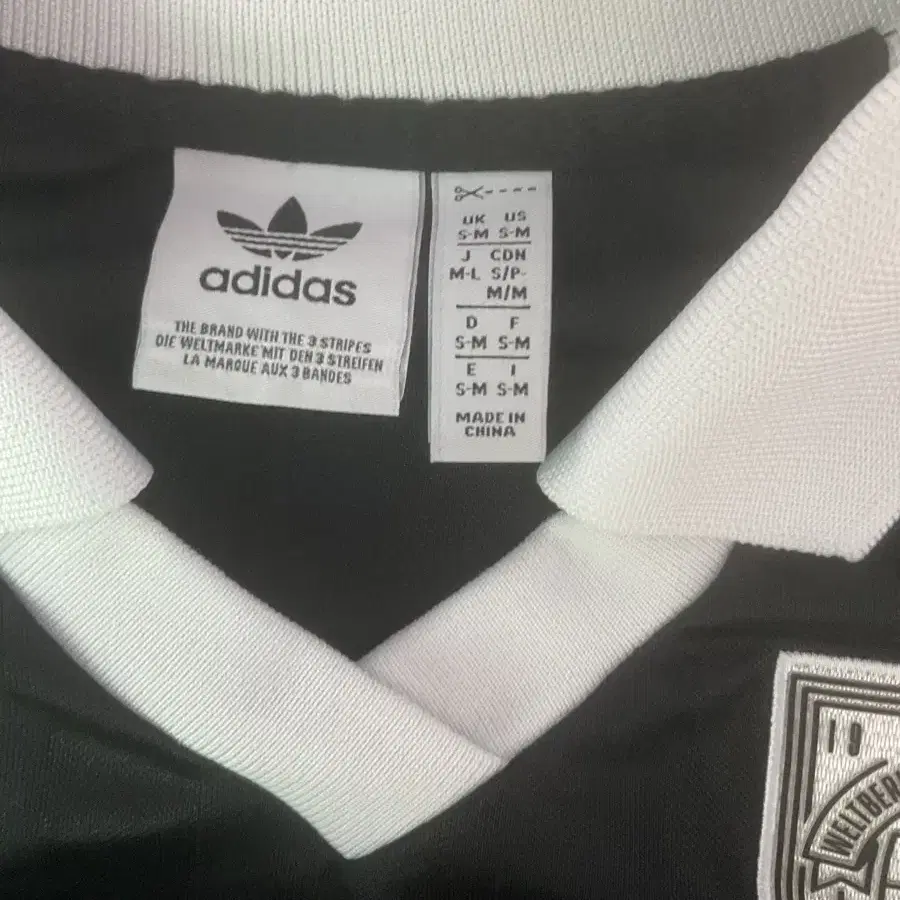 adidas
THE BRAND WITH THE 3 STRIPES
DIE WELTMARKE MIT DEN 3 STREIFEN
LA MARQUE AUX 3 BANDES
UK US
S-M S-M
J CDN
M-L S/P-
M/M
D F
S-M S-M
E I
S-M S-M
MADE IN
CHINA
19